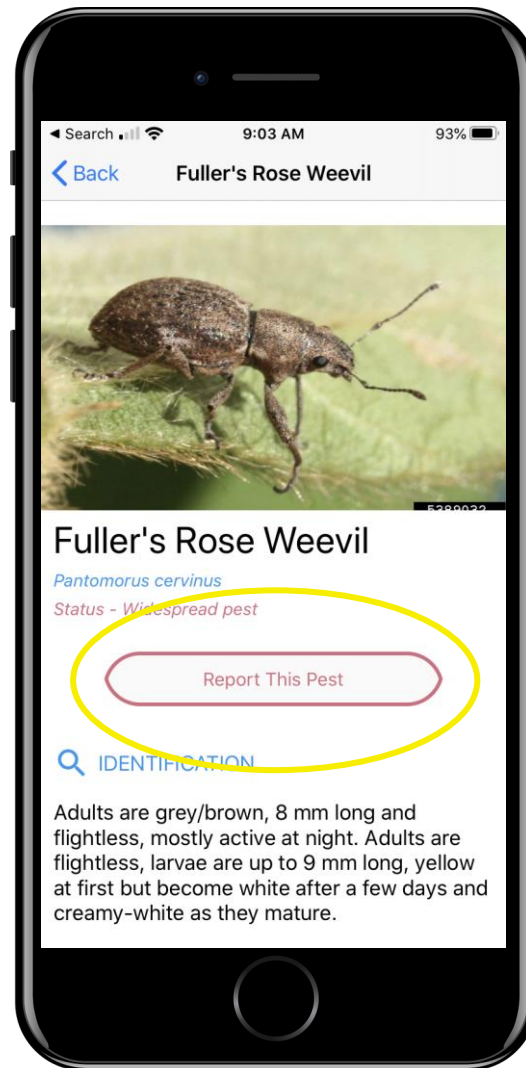 ◀ Search 9:03 AM 93%
Back Fuller's Rose Weevil
5389032
Fuller's Rose Weevil
Pantomorus cervinus
Status - Widespread pest
Report This Pest
IDENTIFICATION
Adults are grey/brown, 8 mm long and
flightless, mostly active at night. Adults are
flightless, larvae are up to 9 mm long, yellow
at first but become white after a few days and
creamy-white as they mature.